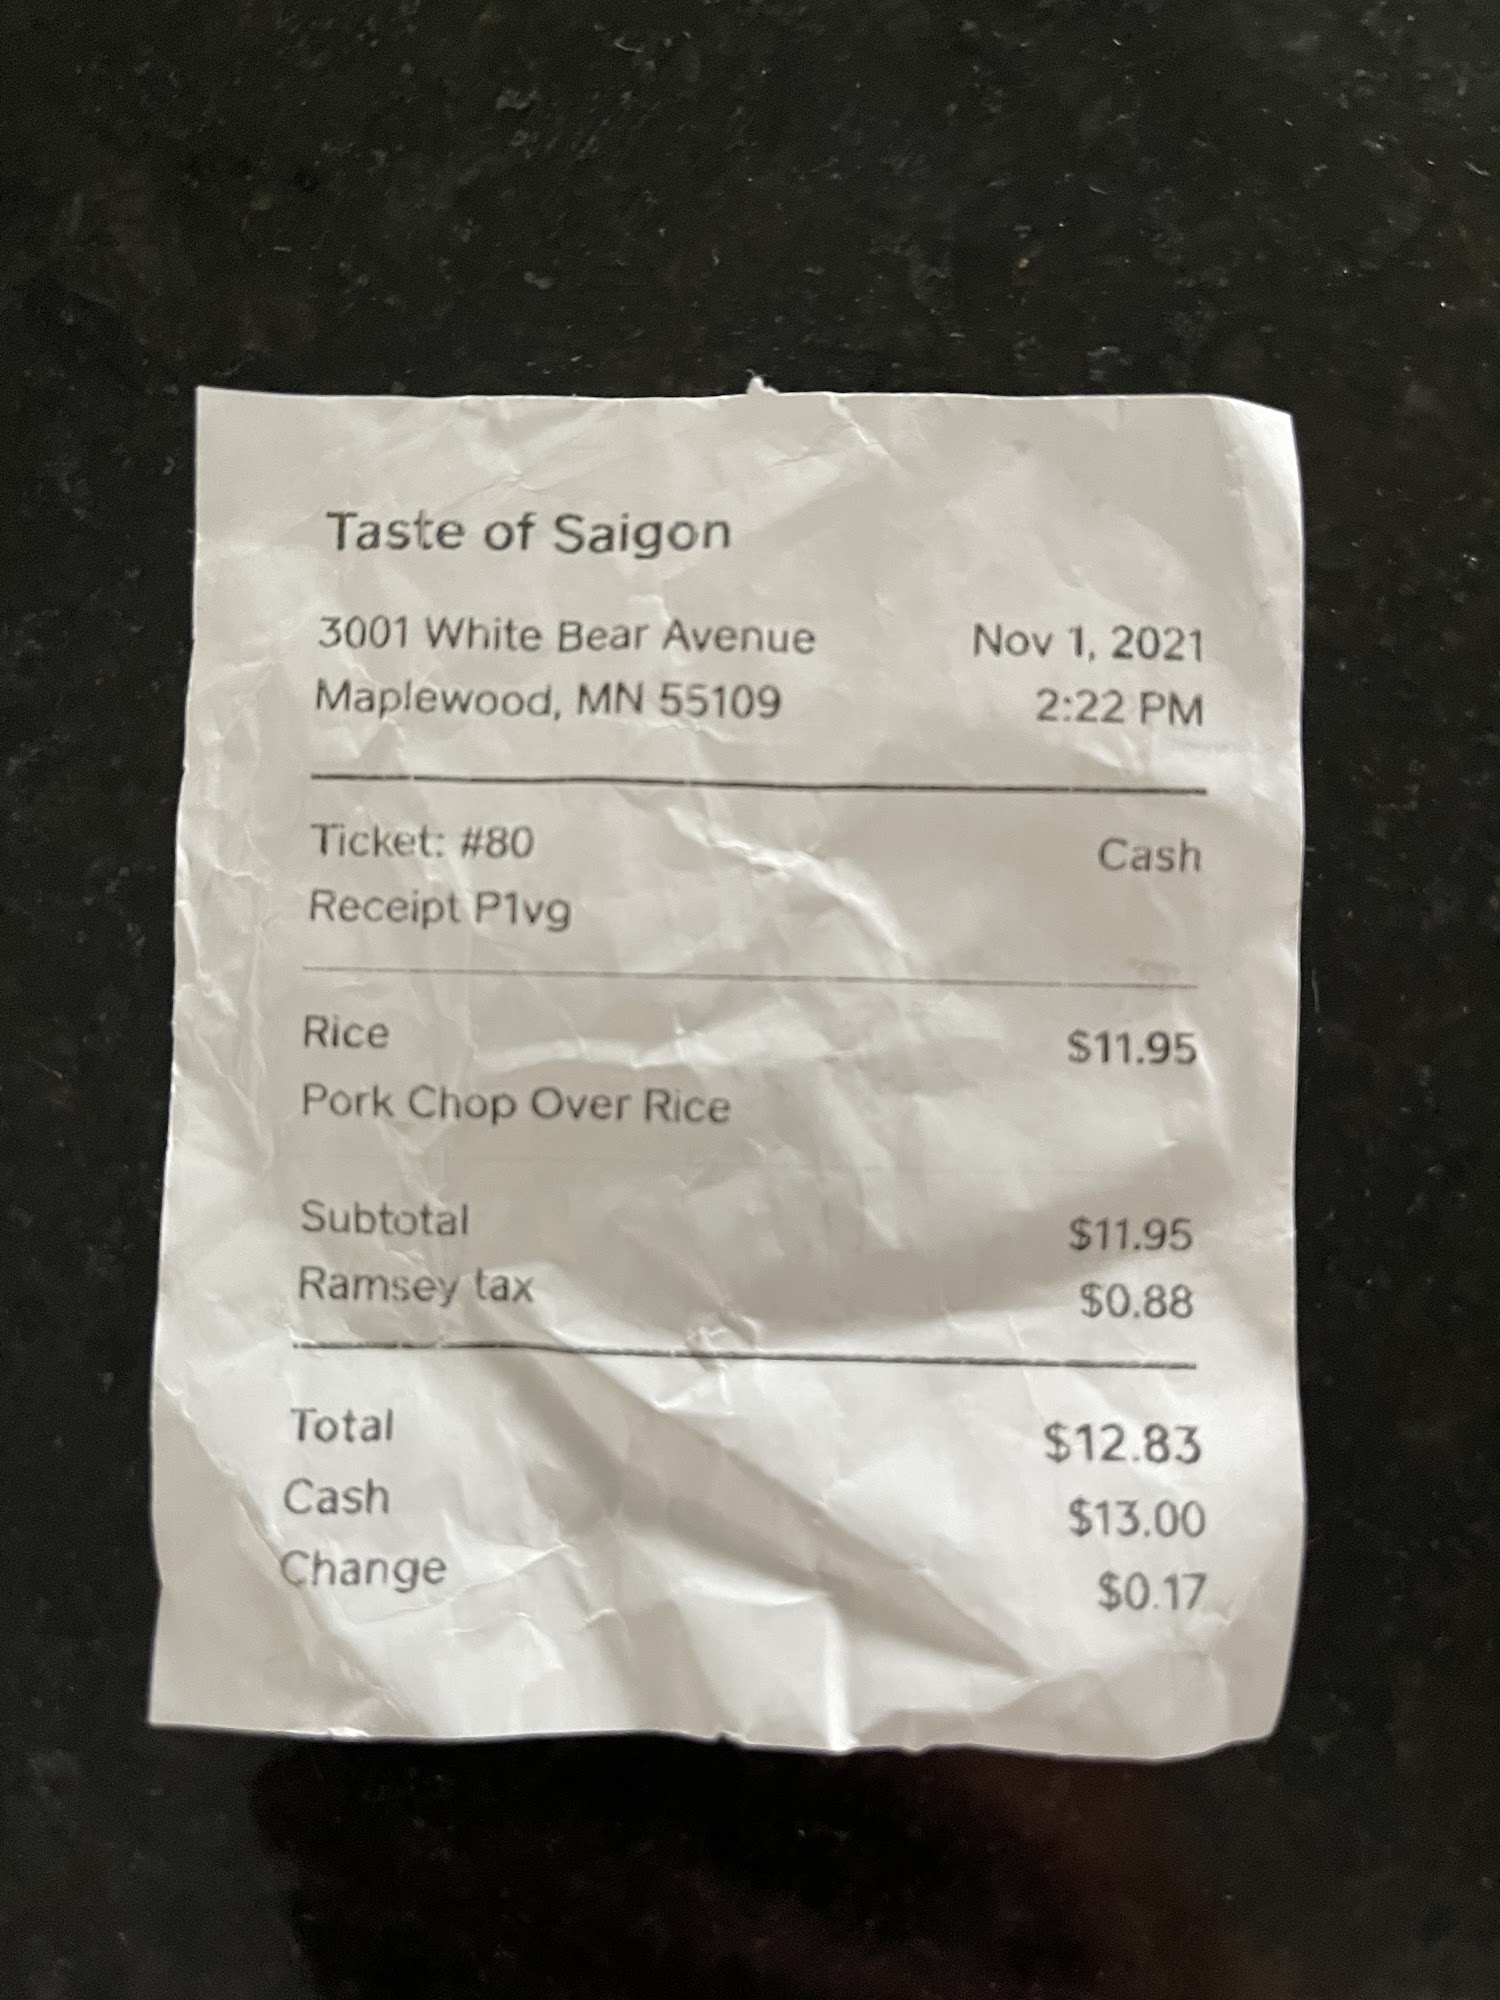 Taste of Saigon
3001 White Bear Avenue Nov 1, 2021
Maplewood, MN 55109 2:22 PM
Ticket: #80 Cash
Receipt P1vg
Rice $11.95
Pork Chop Over Rice
Subtotal $11.95
Ramsey tax $0.88
Total $12.83
Cash $13.00
Change $0.17